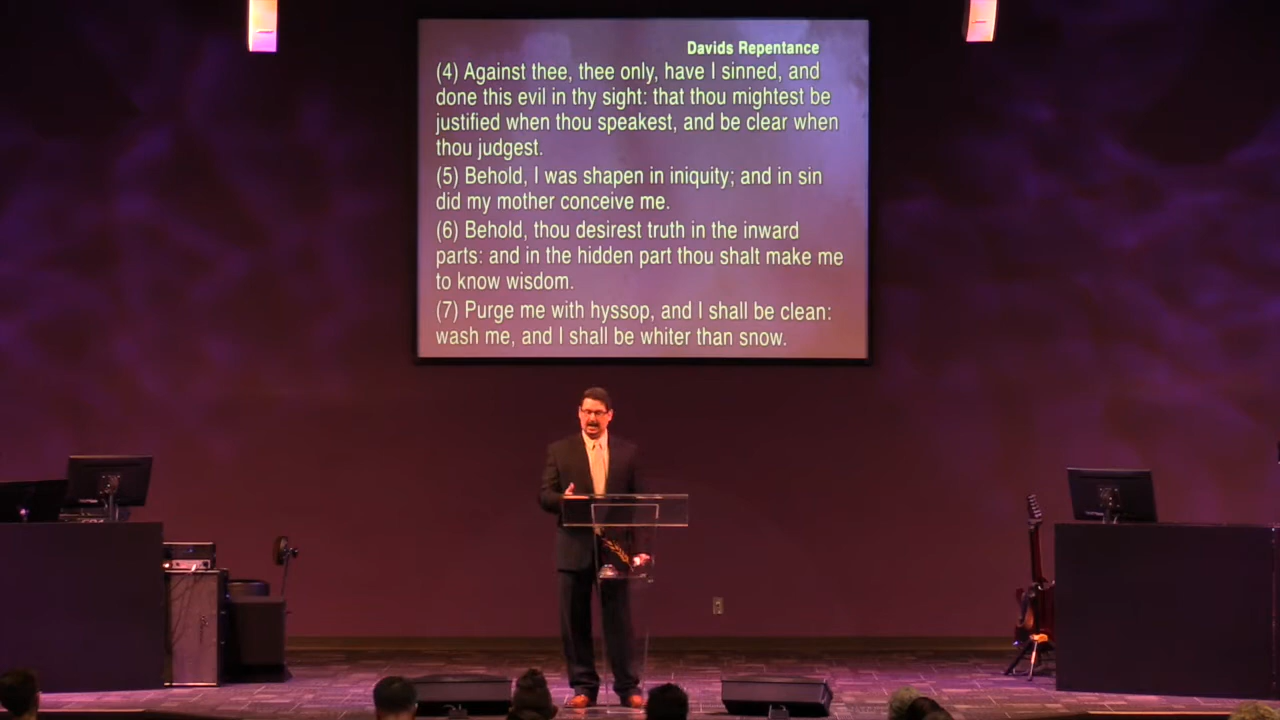 Davids Repentance
(4) Against thee, thee only, have I sinned, and
done this evil in thy sight: that thou mightest be
justified when thou speakest, and be clear when
thou judgest.
(5) Behold, I was shapen in iniquity; and in sin
did my mother conceive me.
(6) Behold, thou desirest truth in the inward
parts: and in the hidden part thou shalt make me
to know wisdom.
(7) Purge me with hyssop, and I shall be clean:
wash me, and I shall be whiter than snow.